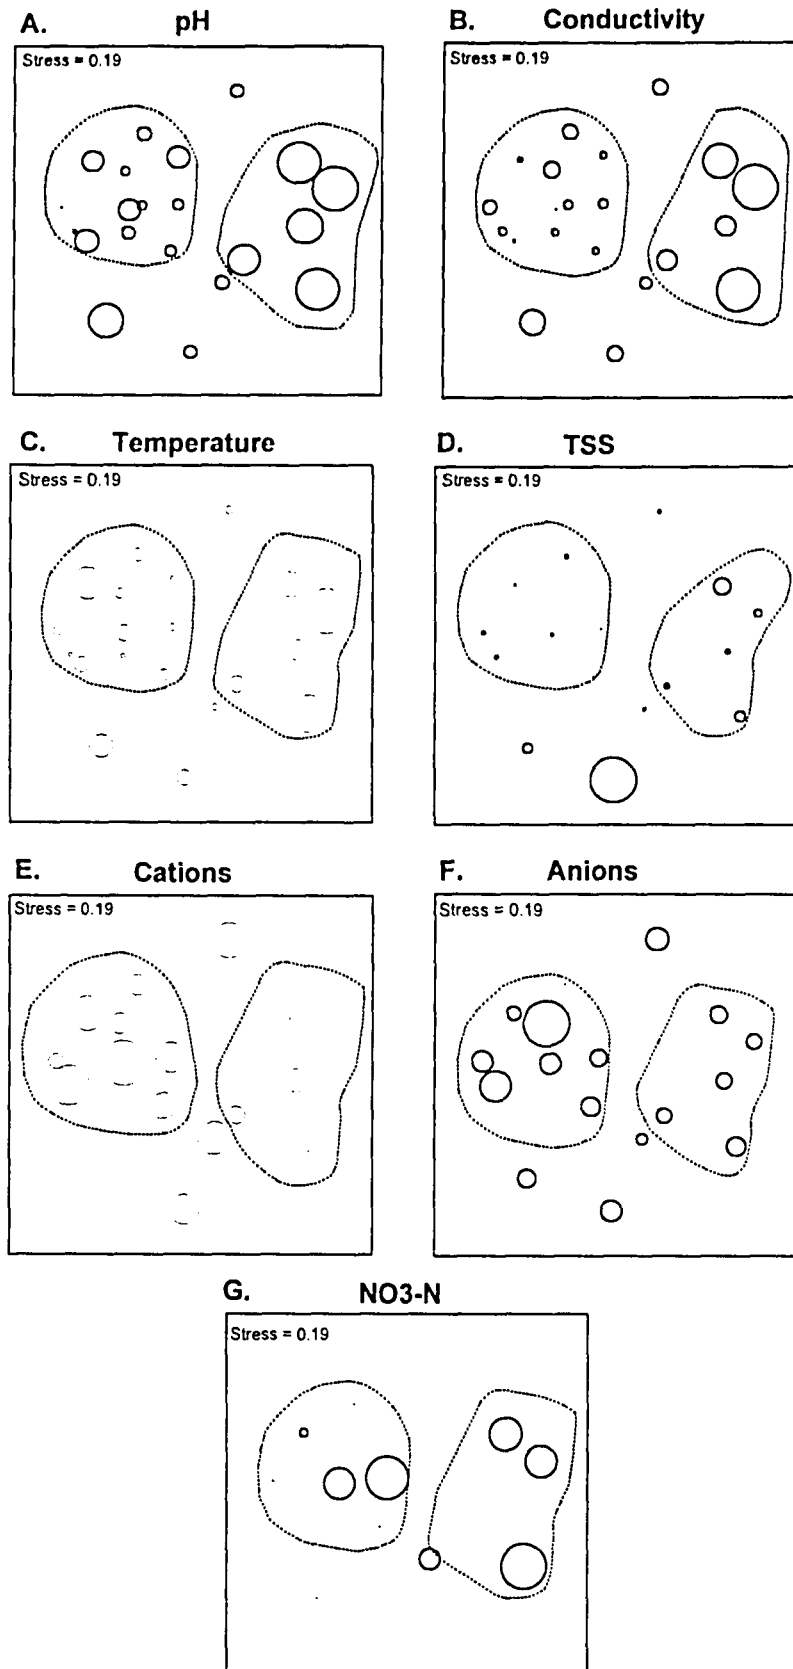 A. pH
Stress = 0.19
B. Conductivity
Stress = 0.19
C. Temperature
Stress = 0.19
D. TSS
Stress = 0.19
E. Cations
Stress = 0.19
F. Anions
Stress = 0.19
G. NO3-N
Stress = 0.19